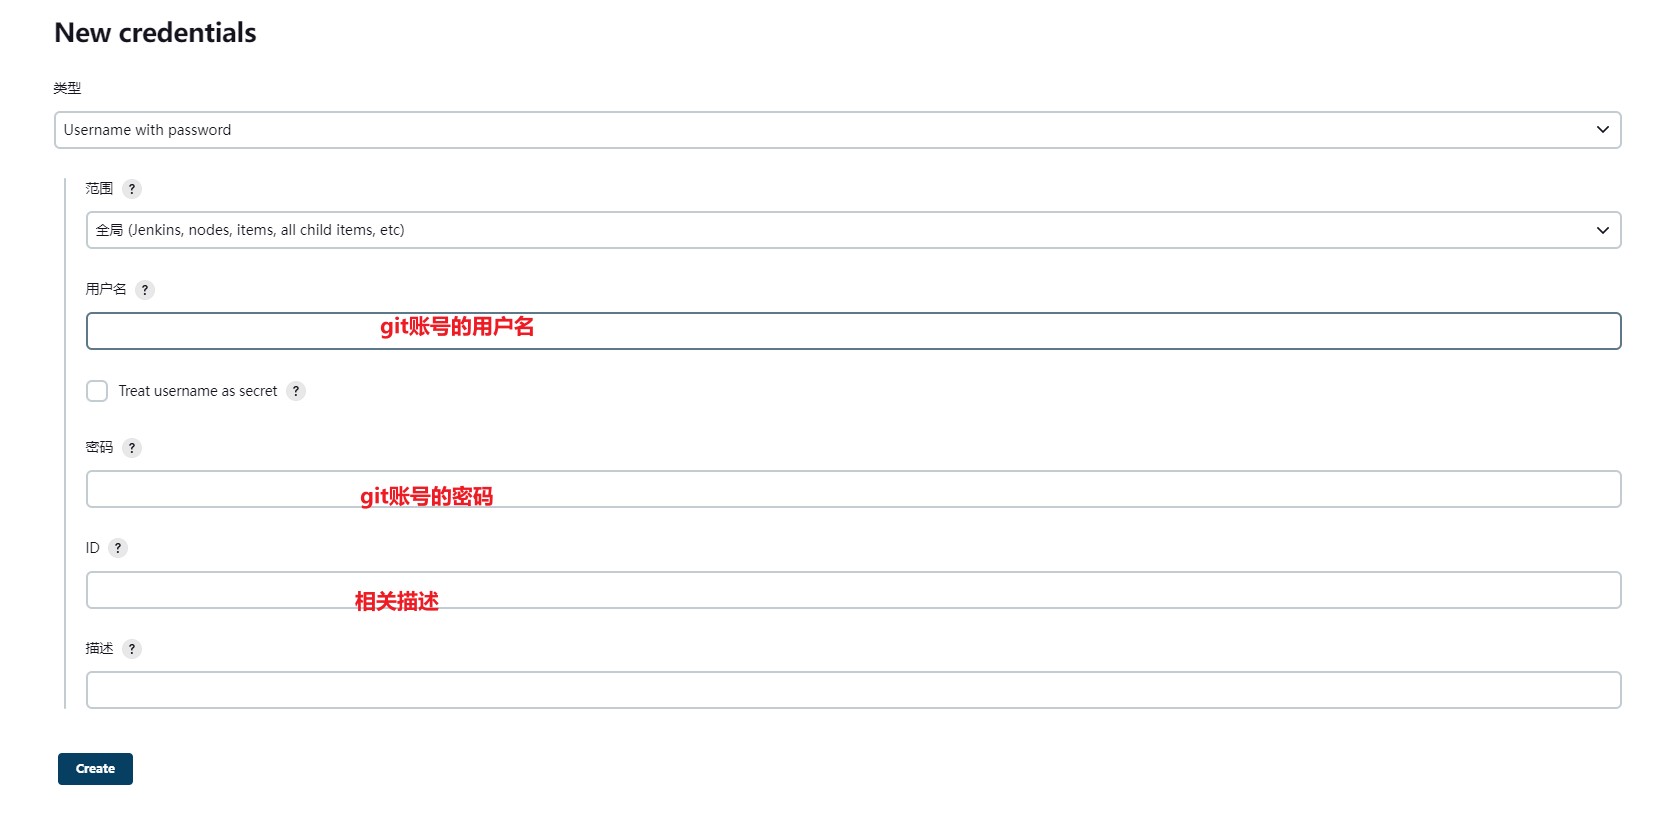 New credentials
类型
Username with password
范围 ?
全局 (Jenkins, nodes, items, all child items, etc)
用户名 ?
git账号的用户名
Treat username as secret ?
密码 ?
git账号的密码
ID ?
相关描述
描述 ?
Create